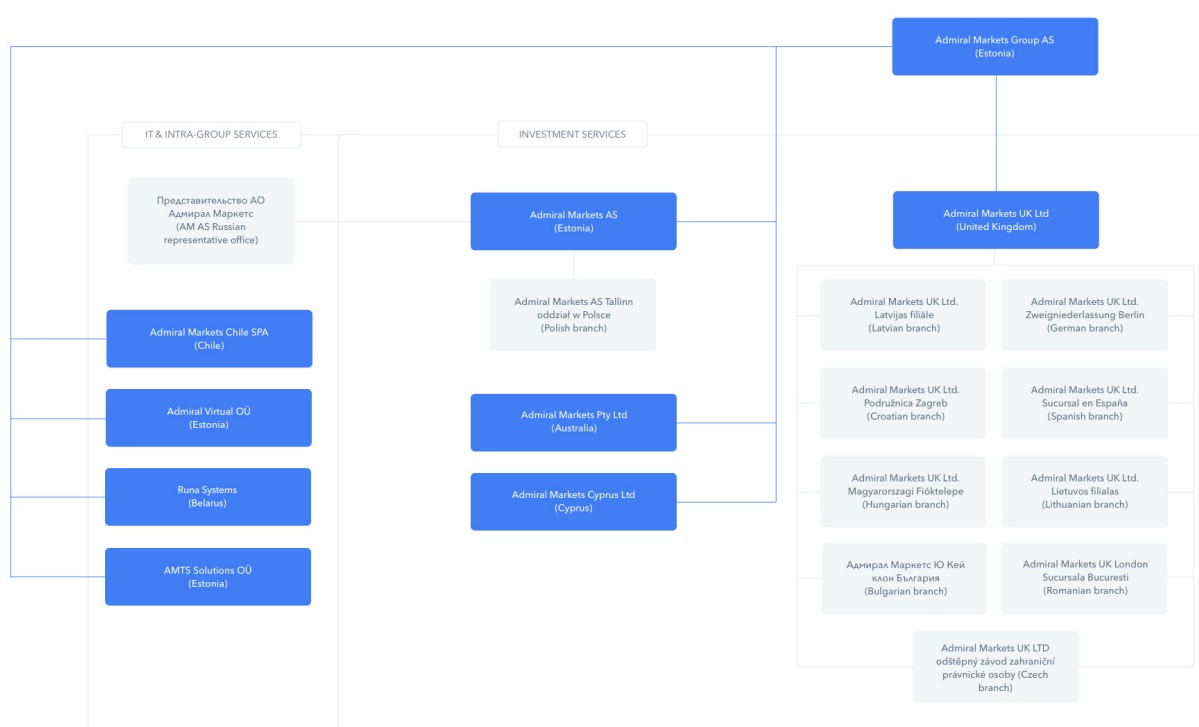 Admiral Markets Group AS
(Estonia)
IT & INTRA-GROUP SERVICES
INVESTMENT SERVICES
Представительство АО
Адмирал Маркетс
(AM AS Russian
representative office)
Admiral Markets AS
(Estonia)
Admiral Markets UK Ltd
(United Kingdom)
Admiral Markets AS Tallinn
oddział w Polsce
(Polish branch)
Admiral Markets UK Ltd.
Latvijas filiāle
(Latvian branch)
Admiral Markets UK Ltd.
Zweigniederlassung Berlin
(German branch)
Admiral Markets Chile SPA
(Chile)
Admiral Virtual OÜ
(Estonia)
Admiral Markets Pty Ltd
(Australia)
Admiral Markets UK Ltd.
Podružnica Zagreb
(Croatian branch)
Admiral Markets UK Ltd.
Sucursal en España
(Spanish branch)
Runa Systems
(Belarus)
Admiral Markets Cyprus Ltd
(Cyprus)
Admiral Markets UK Ltd.
Magyarorszagi Fióktelepe
(Hungarian branch)
Admiral Markets UK Ltd.
Lietuvos filialas
(Lithuanian branch)
AMTS Solutions OÜ
(Estonia)
Адмирал Маркетс Ю Кей
клон България
(Bulgarian branch)
Admiral Markets UK London
Sucursala Bucuresti
(Romanian branch)
Admiral Markets UK LTD
odštěpný závod zahraniční
právnické osoby (Czech
branch)